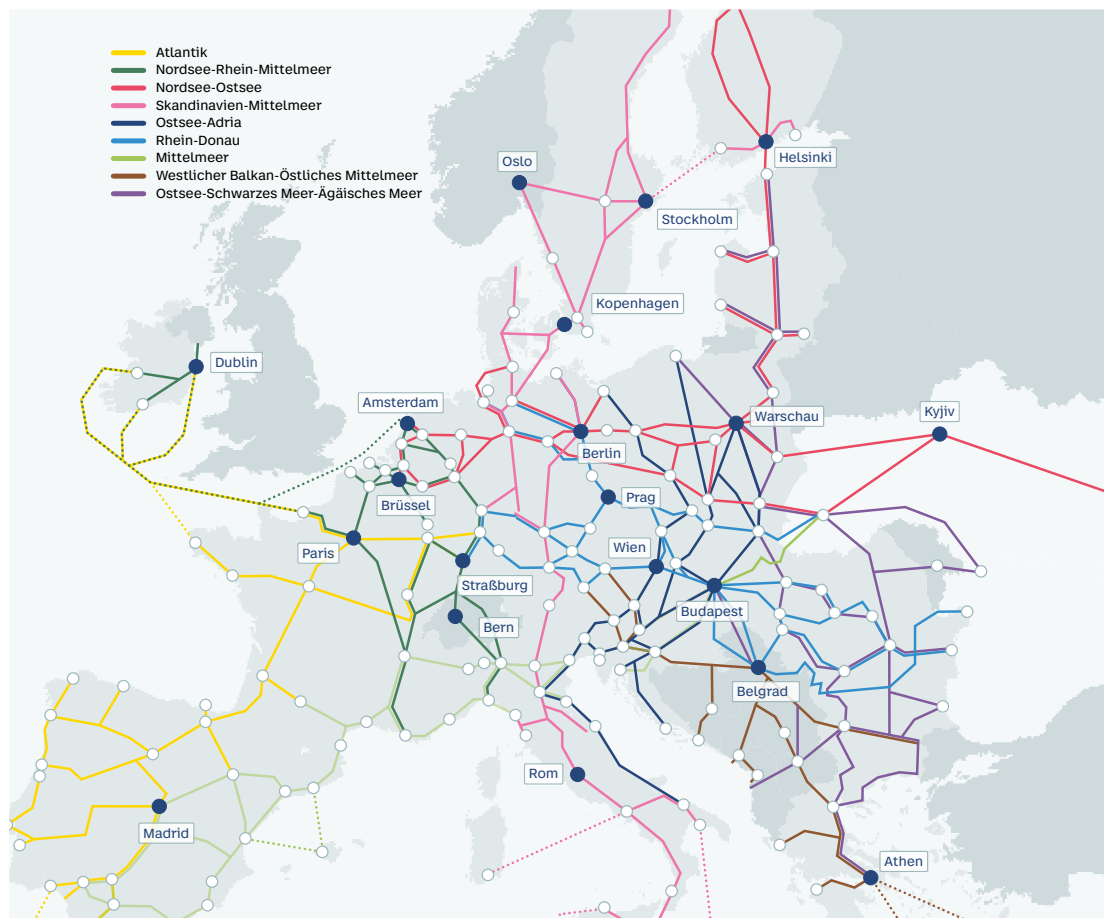 Atlantik
Nordsee-Rhein-Mittelmeer
Nordsee-Ostsee
Skandinavien-Mittelmeer
Ostsee-Adria
Rhein-Donau
Mittelmeer
Westlicher Balkan-Östliches Mittelmeer
Ostsee-Schwarzes Meer-Ägäisches Meer
Oslo
Helsinki
Stockholm
Kopenhagen
Dublin
Amsterdam
Warschau
Kyjiv
Berlin
Brüssel
Prag
Paris
Wien
Straßburg
Budapest
Bern
Belgrad
Rom
Madrid
Athen